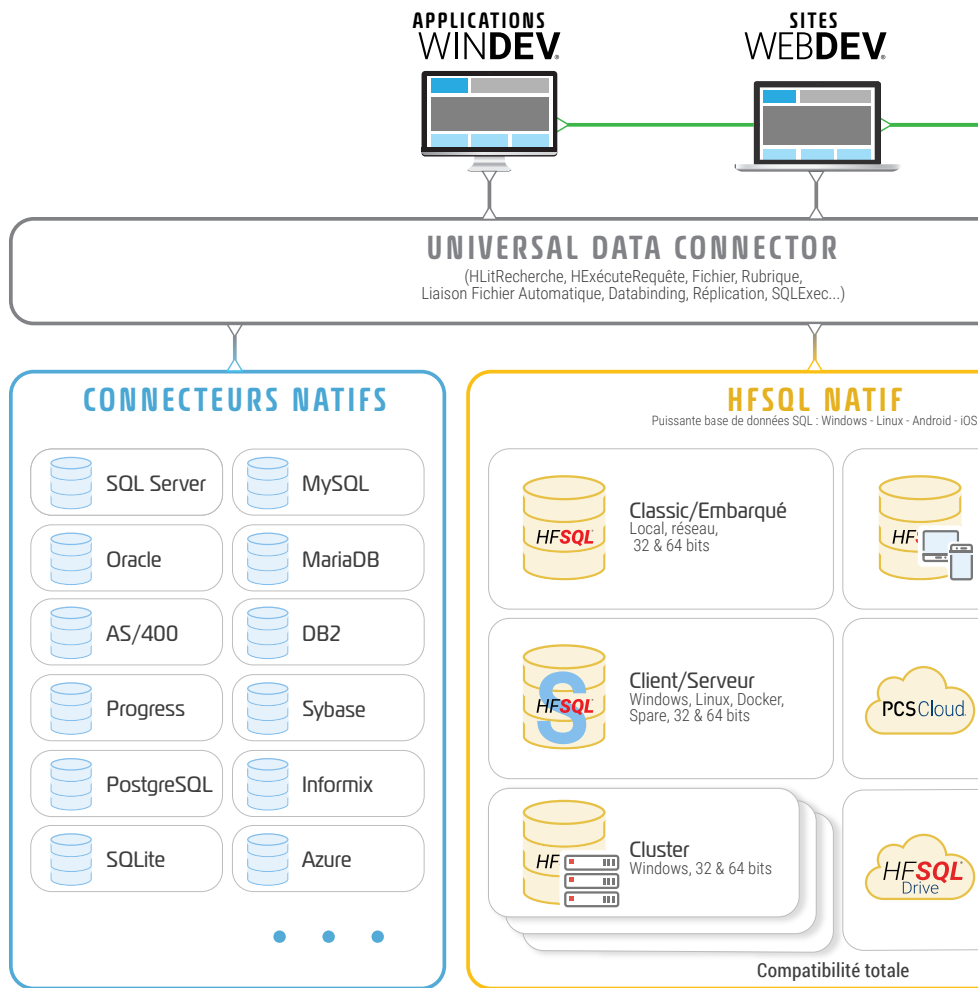 APPLICATIONS
WINDEV®
SITES
WEBDEV®
UNIVERSAL DATA CONNECTOR
(HLitRecherche, HExécuteRequête, Fichier, Rubrique,
Liaison Fichier Automatique, Databinding, Réplication, SQLExec...)
CONNECTEURS NATIFS
SQL Server
MySQL
Oracle
MariaDB
AS/400
DB2
Progress
Sybase
PostgreSQL
Informix
SQLite
Azure
HFSQL NATIF
Puissante base de données SQL : Windows - Linux - Android - iOS
HFSQL
Classic/Embarqué
Local, réseau,
32 & 64 bits
HFS
HFSQL
S
Client/Serveur
Windows, Linux, Docker,
Spare, 32 & 64 bits
PCSCloud
HF
Cluster
Windows, 32 & 64 bits
HFSQL
Drive
Compatibilité totale